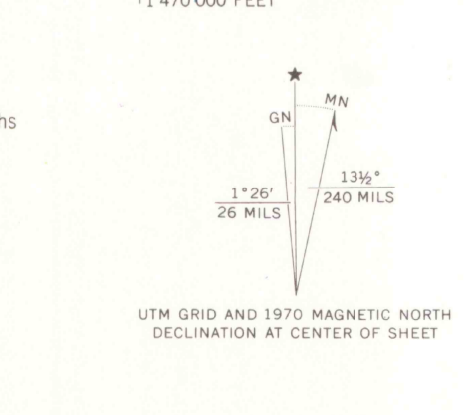 1 470 000 FEET
hs
MN
GN
13½°
240 MILS
1°26′
26 MILS
UTM GRID AND 1970 MAGNETIC NORTH
DECLINATION AT CENTER OF SHEET